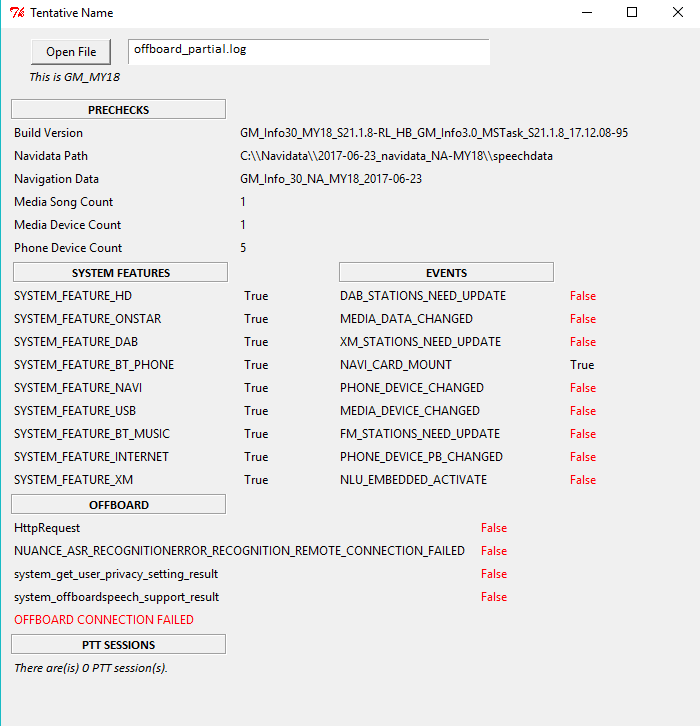 Tentative Name
Open File offboard_partial.log
This is GM_MY18
PRECHECKS
Build Version GM_Info30_MY18_S21.1.8-RL_HB_GM_Info3.0_MSTask_S21.1.8_17.12.08-95
Navidata Path C:\\Navidata\\2017-06-23_navidata_NA-MY18\\speechdata
Navigation Data GM_Info_30_NA_MY18_2017-06-23
Media Song Count 1
Media Device Count 1
Phone Device Count 5
SYSTEM FEATURES EVENTS
SYSTEM_FEATURE_HD True DAB_STATIONS_NEED_UPDATE False
SYSTEM_FEATURE_ONSTAR True MEDIA_DATA_CHANGED False
SYSTEM_FEATURE_DAB True XM_STATIONS_NEED_UPDATE False
SYSTEM_FEATURE_BT_PHONE True NAVI_CARD_MOUNT True
SYSTEM_FEATURE_NAVI True PHONE_DEVICE_CHANGED False
SYSTEM_FEATURE_USB True MEDIA_DEVICE_CHANGED False
SYSTEM_FEATURE_BT_MUSIC True FM_STATIONS_NEED_UPDATE False
SYSTEM_FEATURE_INTERNET True PHONE_DEVICE_PB_CHANGED False
SYSTEM_FEATURE_XM True NLU_EMBEDDED_ACTIVATE False
OFFBOARD
HttpRequest False
NUANCE_ASR_RECOGNITIONERROR_RECOGNITION_REMOTE_CONNECTION_FAILED False
system_get_user_privacy_setting_result False
system_offboardspeech_support_result False
OFFBOARD CONNECTION FAILED
PTT SESSIONS
There are(is) 0 PTT session(s).